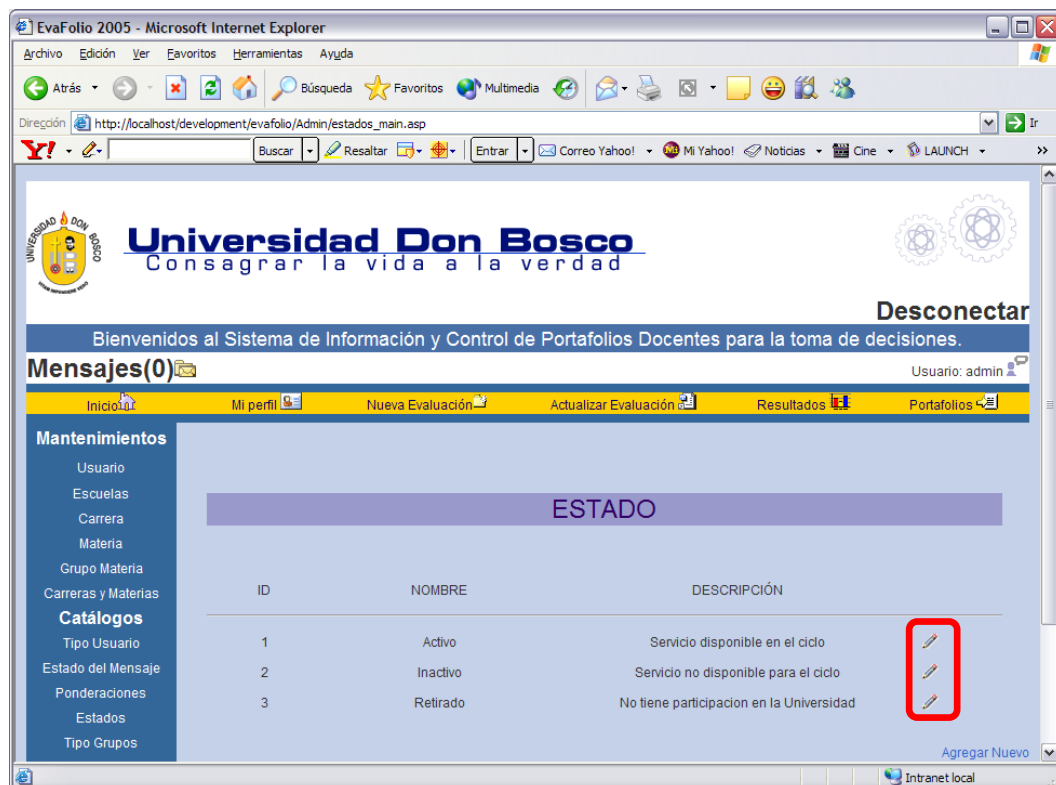 EvaFolio 2005 - Microsoft Internet Explorer
Archivo Edición Ver Favoritos Herramientas Ayuda
Atrás Búsqueda Favoritos Multimedia
Dirección http://localhost/development/evafolio/Admin/estados_main.asp Ir
Y! Buscar Resaltar Entrar Correo Yahoo! Mi Yahoo! Noticias Cine LAUNCH »
UNIVERSIDAD DON BOSCO
Universidad Don Bosco
Consagrar la vida a la verdad
Desconectar
Bienvenidos al Sistema de Información y Control de Portafolios Docentes para la toma de decisiones.
Mensajes(0) Usuario: admin
Inicio Mi perfil Nueva Evaluación Actualizar Evaluación Resultados Portafolios
Mantenimientos
Usuario
Escuelas
Carrera
Materia
Grupo Materia
Carreras y Materias
Catálogos
Tipo Usuario
Estado del Mensaje
Ponderaciones
Estados
Tipo Grupos
ESTADO
ID NOMBRE DESCRIPCIÓN
1 Activo Servicio disponible en el ciclo
2 Inactivo Servicio no disponible para el ciclo
3 Retirado No tiene participacion en la Universidad
Agregar Nuevo
Intranet local